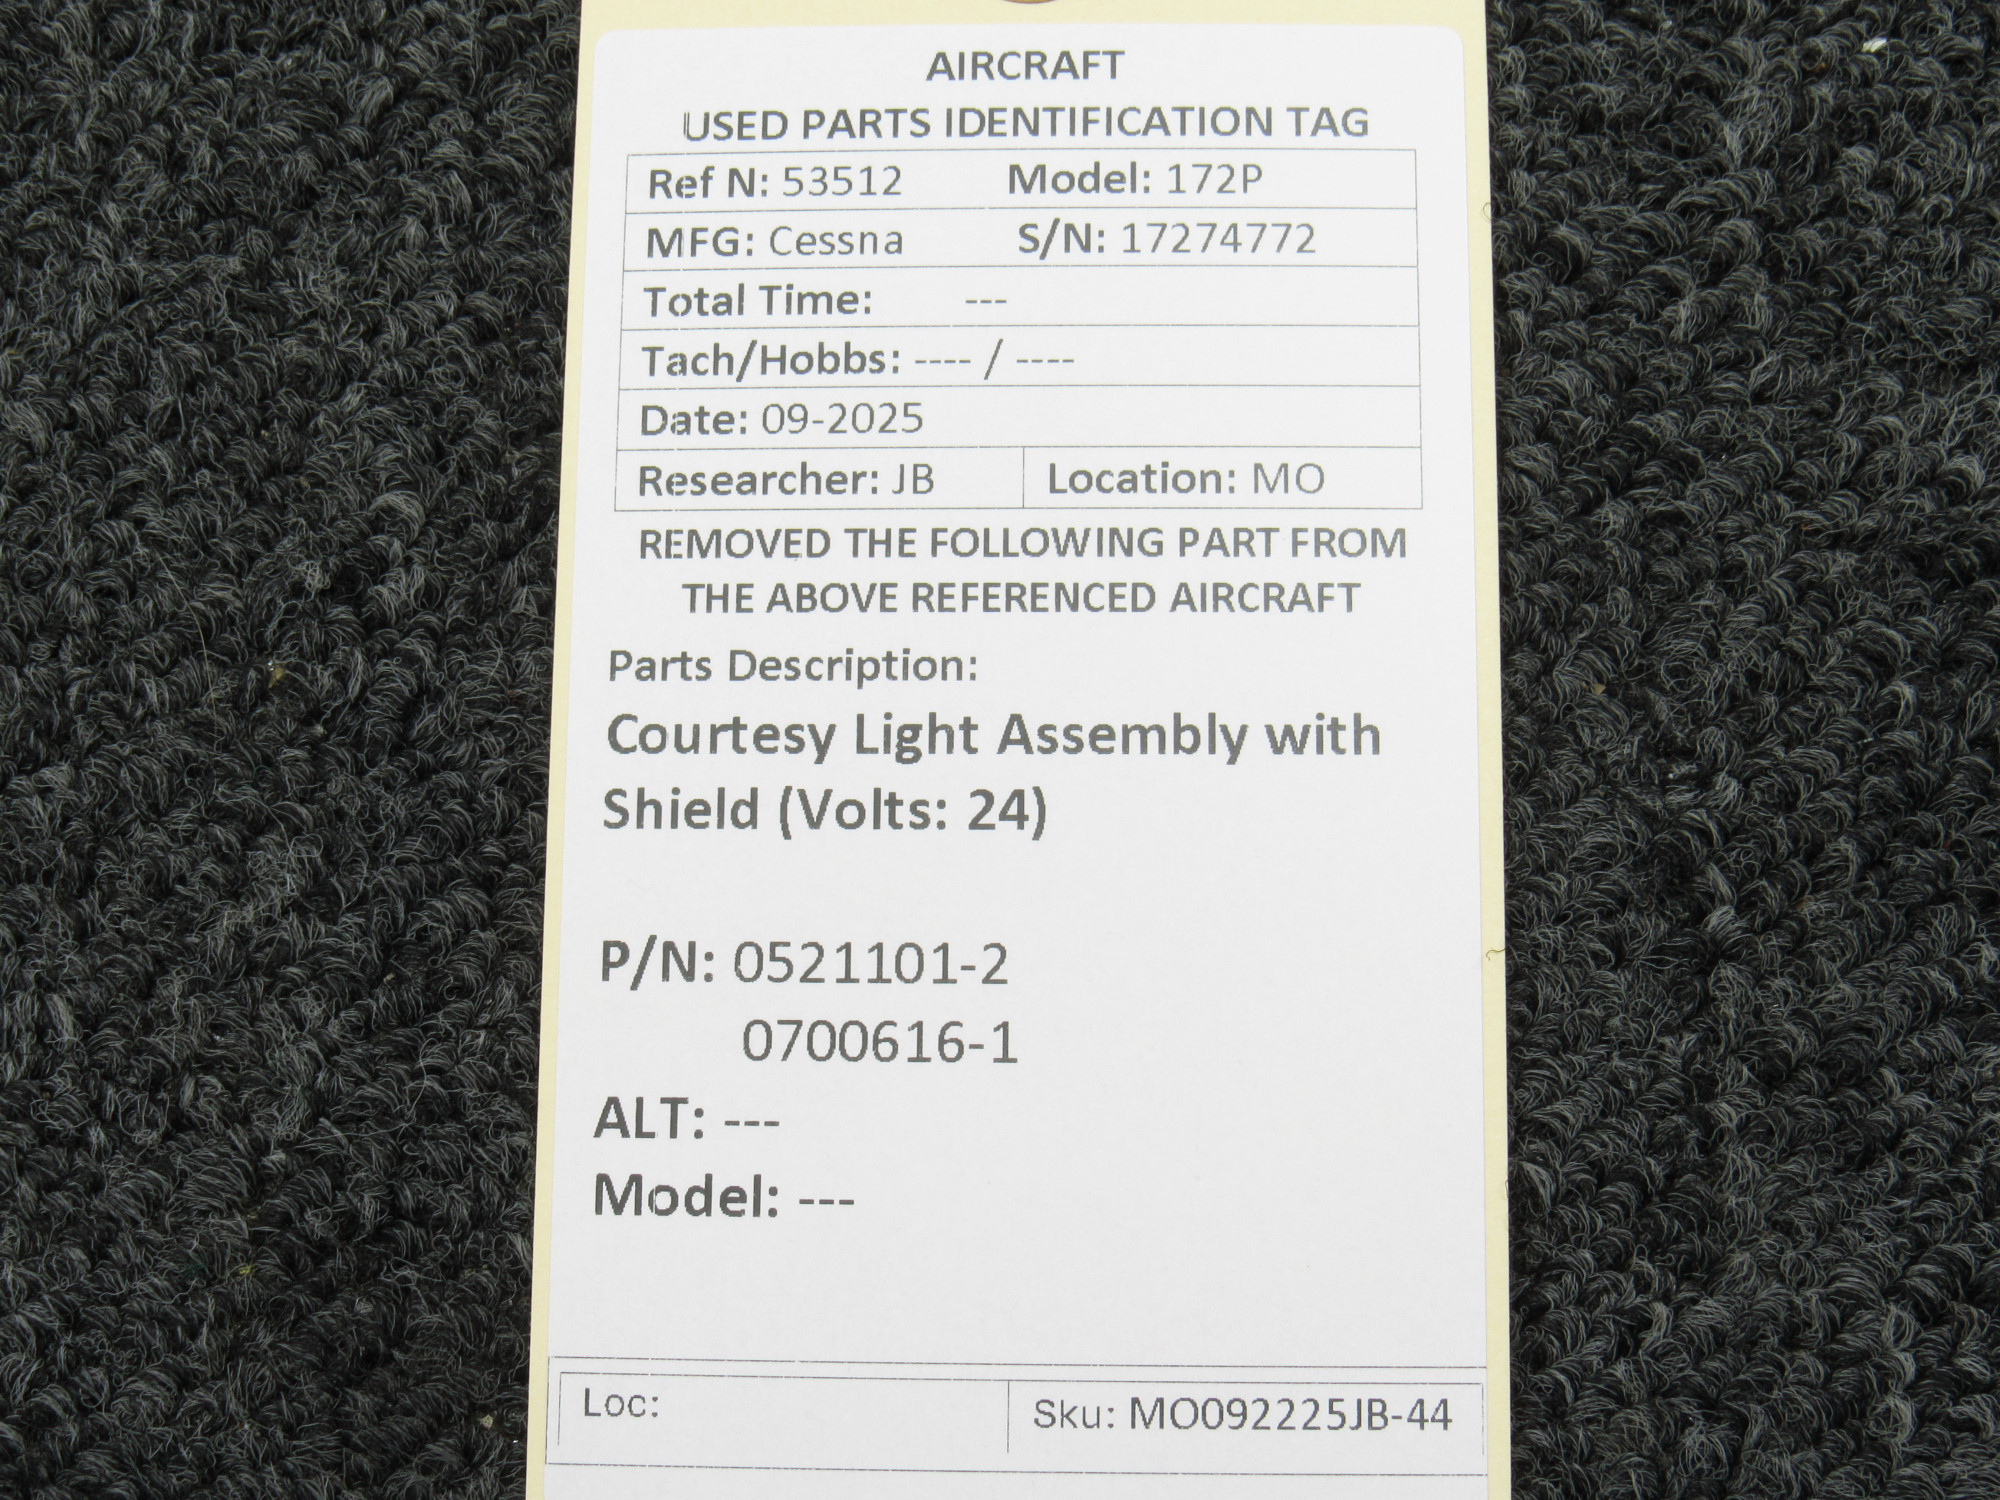 AIRCRAFT
USED PARTS IDENTIFICATION TAG
Ref N: 53512 Model: 172P
MFG: Cessna S/N: 17274772
Total Time: ---
Tach/Hobbs: ---- / ----
Date: 09-2025
Researcher: JB Location: MO
REMOVED THE FOLLOWING PART FROM
THE ABOVE REFERENCED AIRCRAFT
Parts Description:
Courtesy Light Assembly with
Shield (Volts: 24)
P/N: 0521101-2
0700616-1
ALT: ---
Model: ---
Loc: Sku: MO092225JB-44